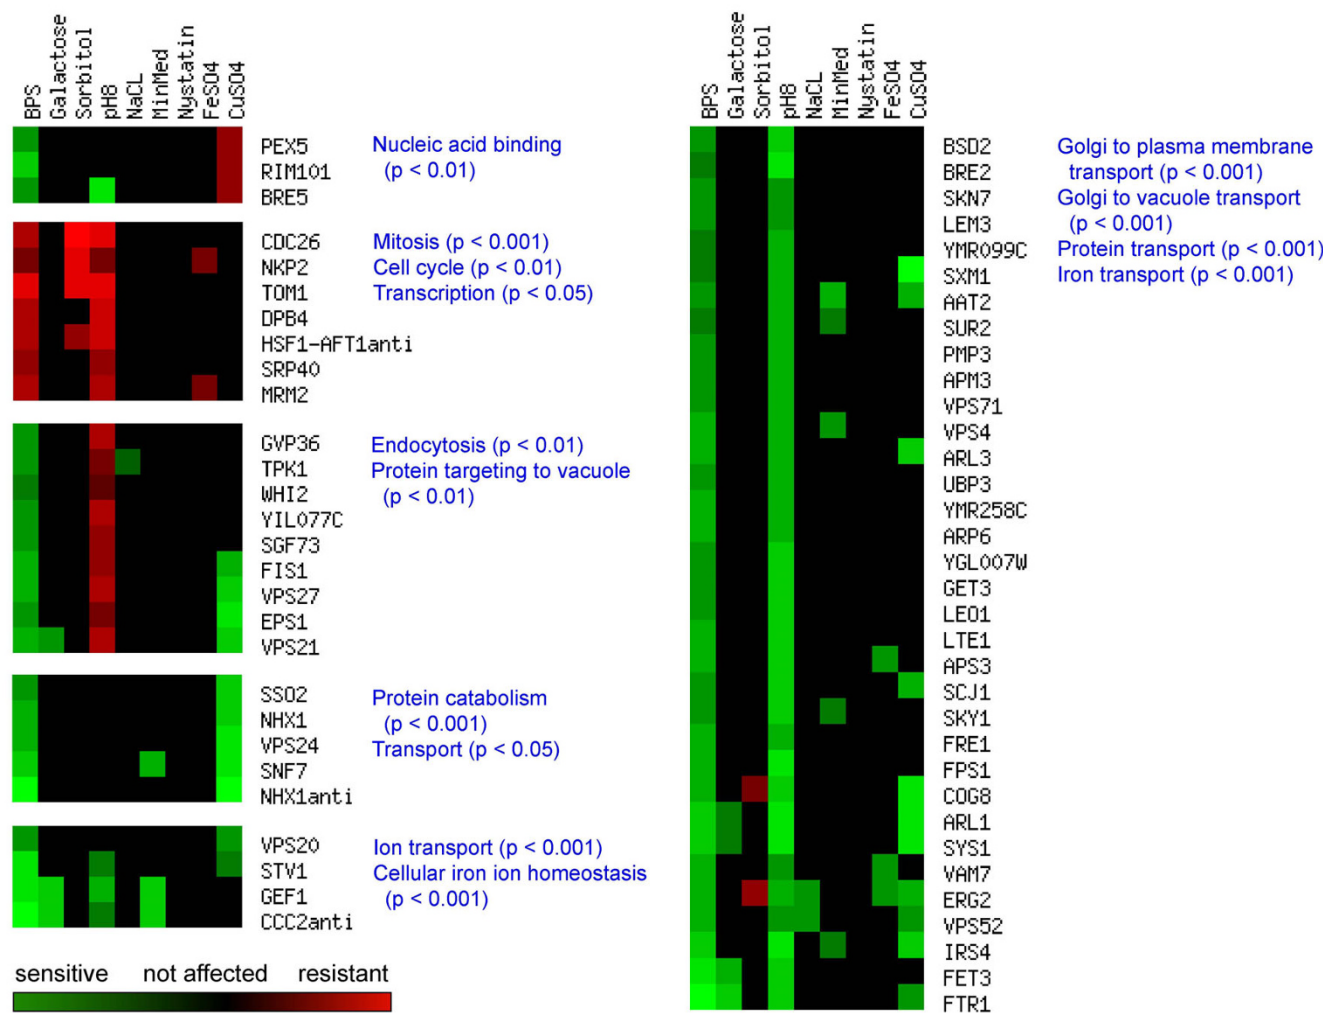 BPS
Galactose
Sorbitol
pH8
NaCL
MinMed
Nystatin
FeSO4
CuSO4
PEX5
RIM101
BRE5
Nucleic acid binding
(p < 0.01)
CDC26
NKP2
TOM1
DPB4
HSF1-AFT1anti
SRP40
MRM2
Mitosis (p < 0.001)
Cell cycle (p < 0.01)
Transcription (p < 0.05)
GVP36
TPK1
WHI2
YIL077C
SGF73
FIS1
VPS27
EPS1
VPS21
Endocytosis (p < 0.01)
Protein targeting to vacuole
(p < 0.01)
SSO2
NHX1
VPS24
SNF7
NHX1anti
Protein catabolism
(p < 0.001)
Transport (p < 0.05)
VPS20
STV1
GEF1
CCC2anti
Ion transport (p < 0.001)
Cellular iron ion homeostasis
(p < 0.001)
sensitive not affected resistant
BPS
Galactose
Sorbitol
pH8
NaCL
MinMed
Nystatin
FeSO4
CuSO4
BSD2
BRE2
SKN7
LEM3
YMR099C
SXM1
AAT2
SUR2
PMP3
APM3
VPS71
VPS4
ARL3
UBP3
YMR258C
ARP6
YGL007W
GET3
LEO1
LTE1
APS3
SCJ1
SKY1
FRE1
FPS1
COG8
ARL1
SYS1
VAM7
ERG2
VPS52
IRS4
FET3
FTR1
Golgi to plasma membrane
transport (p < 0.001)
Golgi to vacuole transport
(p < 0.001)
Protein transport (p < 0.001)
Iron transport (p < 0.001)